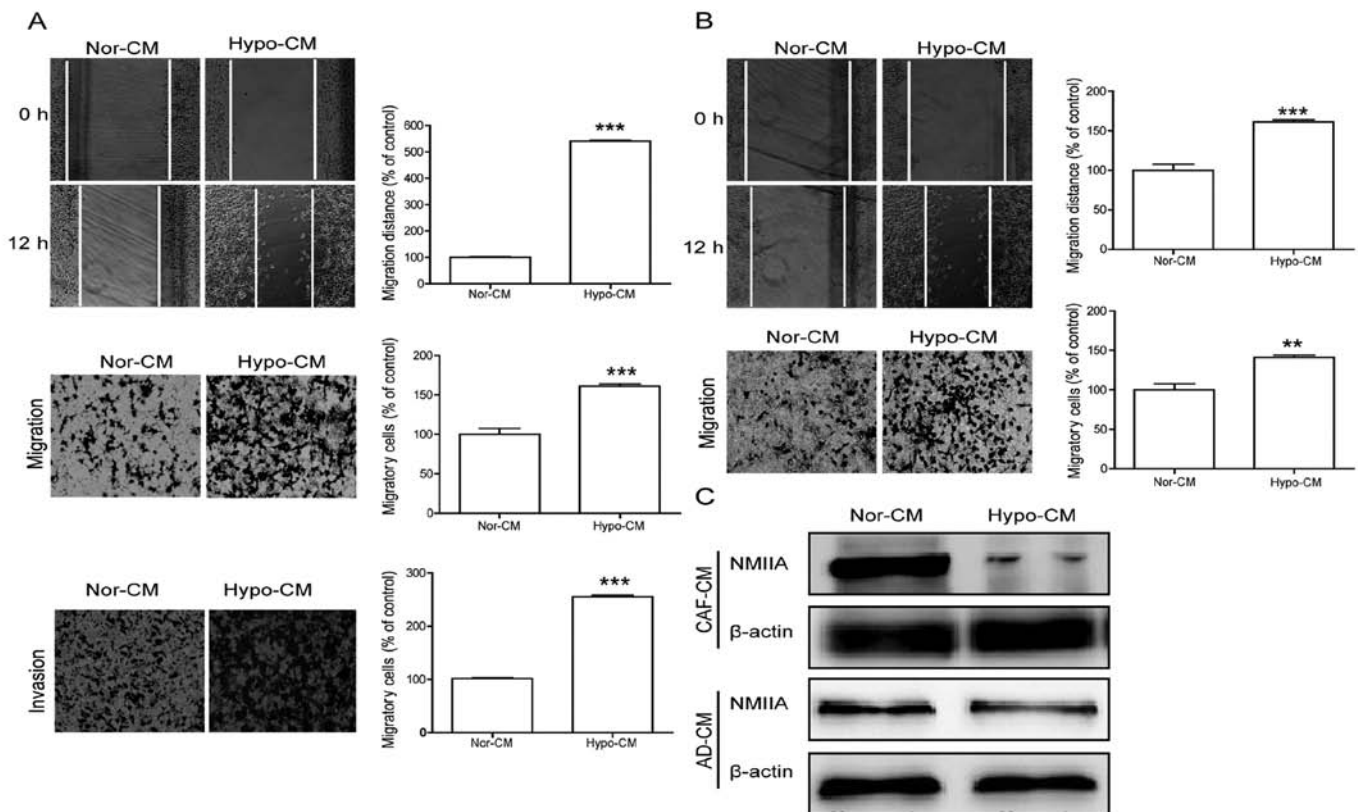 A
Nor-CM Hypo-CM
0 h
12 h
Migration distance (% of control)
600
500
400
300
200
100
0
***
Nor-CM Hypo-CM
Nor-CM Hypo-CM
Migration
Migratory cells (% of control)
200
150
100
50
0
***
Nor-CM Hypo-CM
Nor-CM Hypo-CM
Invasion
Migratory cells (% of control)
300
200
100
0
***
Nor-CM Hypo-CM
B
Nor-CM Hypo-CM
0 h
12 h
Migration distance (% of control)
200
150
100
50
0
***
Nor-CM Hypo-CM
Nor-CM Hypo-CM
Migration
Migratory cells (% of control)
200
150
100
50
0
**
Nor-CM Hypo-CM
C
Nor-CM Hypo-CM
CAF-CM
NMIIA
β-actin
AD-CM
NMIIA
β-actin